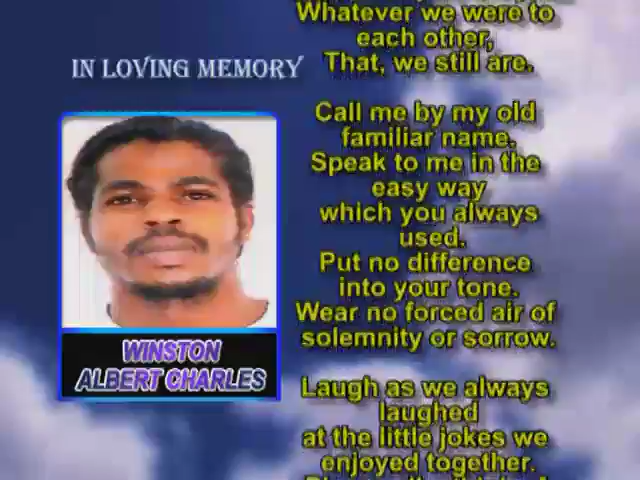 Whatever we were to
each other,
That, we still are.
IN LOVING MEMORY
Call me by my old
familiar name.
Speak to me in the
easy way
which you always
used.
Put no difference
into your tone.
Wear no forced air of
solemnity or sorrow.
WINSTON
ALBERT CHARLES
Laugh as we always
laughed
at the little jokes we
enjoyed together.